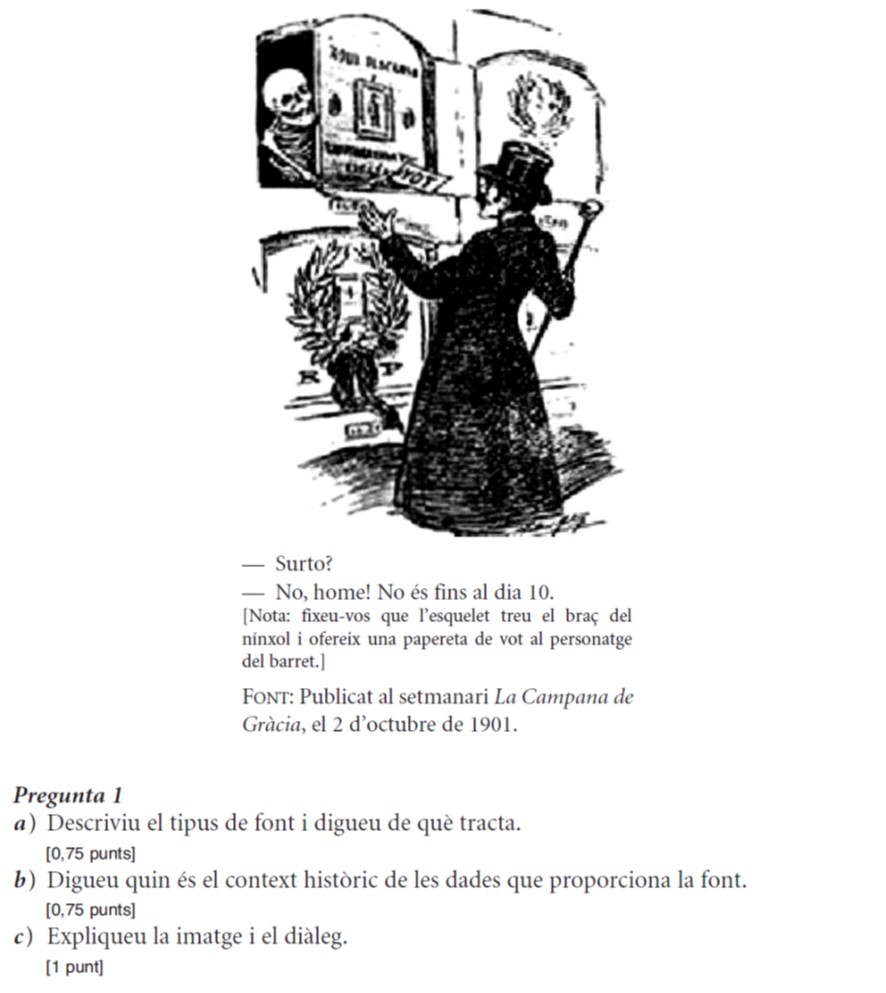 VOT
R P
— Surto?
— No, home! No és fins al dia 10.
[Nota: fixeu-vos que l'esquelet treu el braç del
nínxol i ofereix una papereta de vot al personatge
del barret.]
FONT: Publicat al setmanari La Campana de
Gràcia, el 2 d'octubre de 1901.
Pregunta 1
a) Descriviu el tipus de font i digueu de què tracta.
[0,75 punts]
b) Digueu quin és el context històric de les dades que proporciona la font.
[0,75 punts]
c) Expliqueu la imatge i el diàleg.
[1 punt]